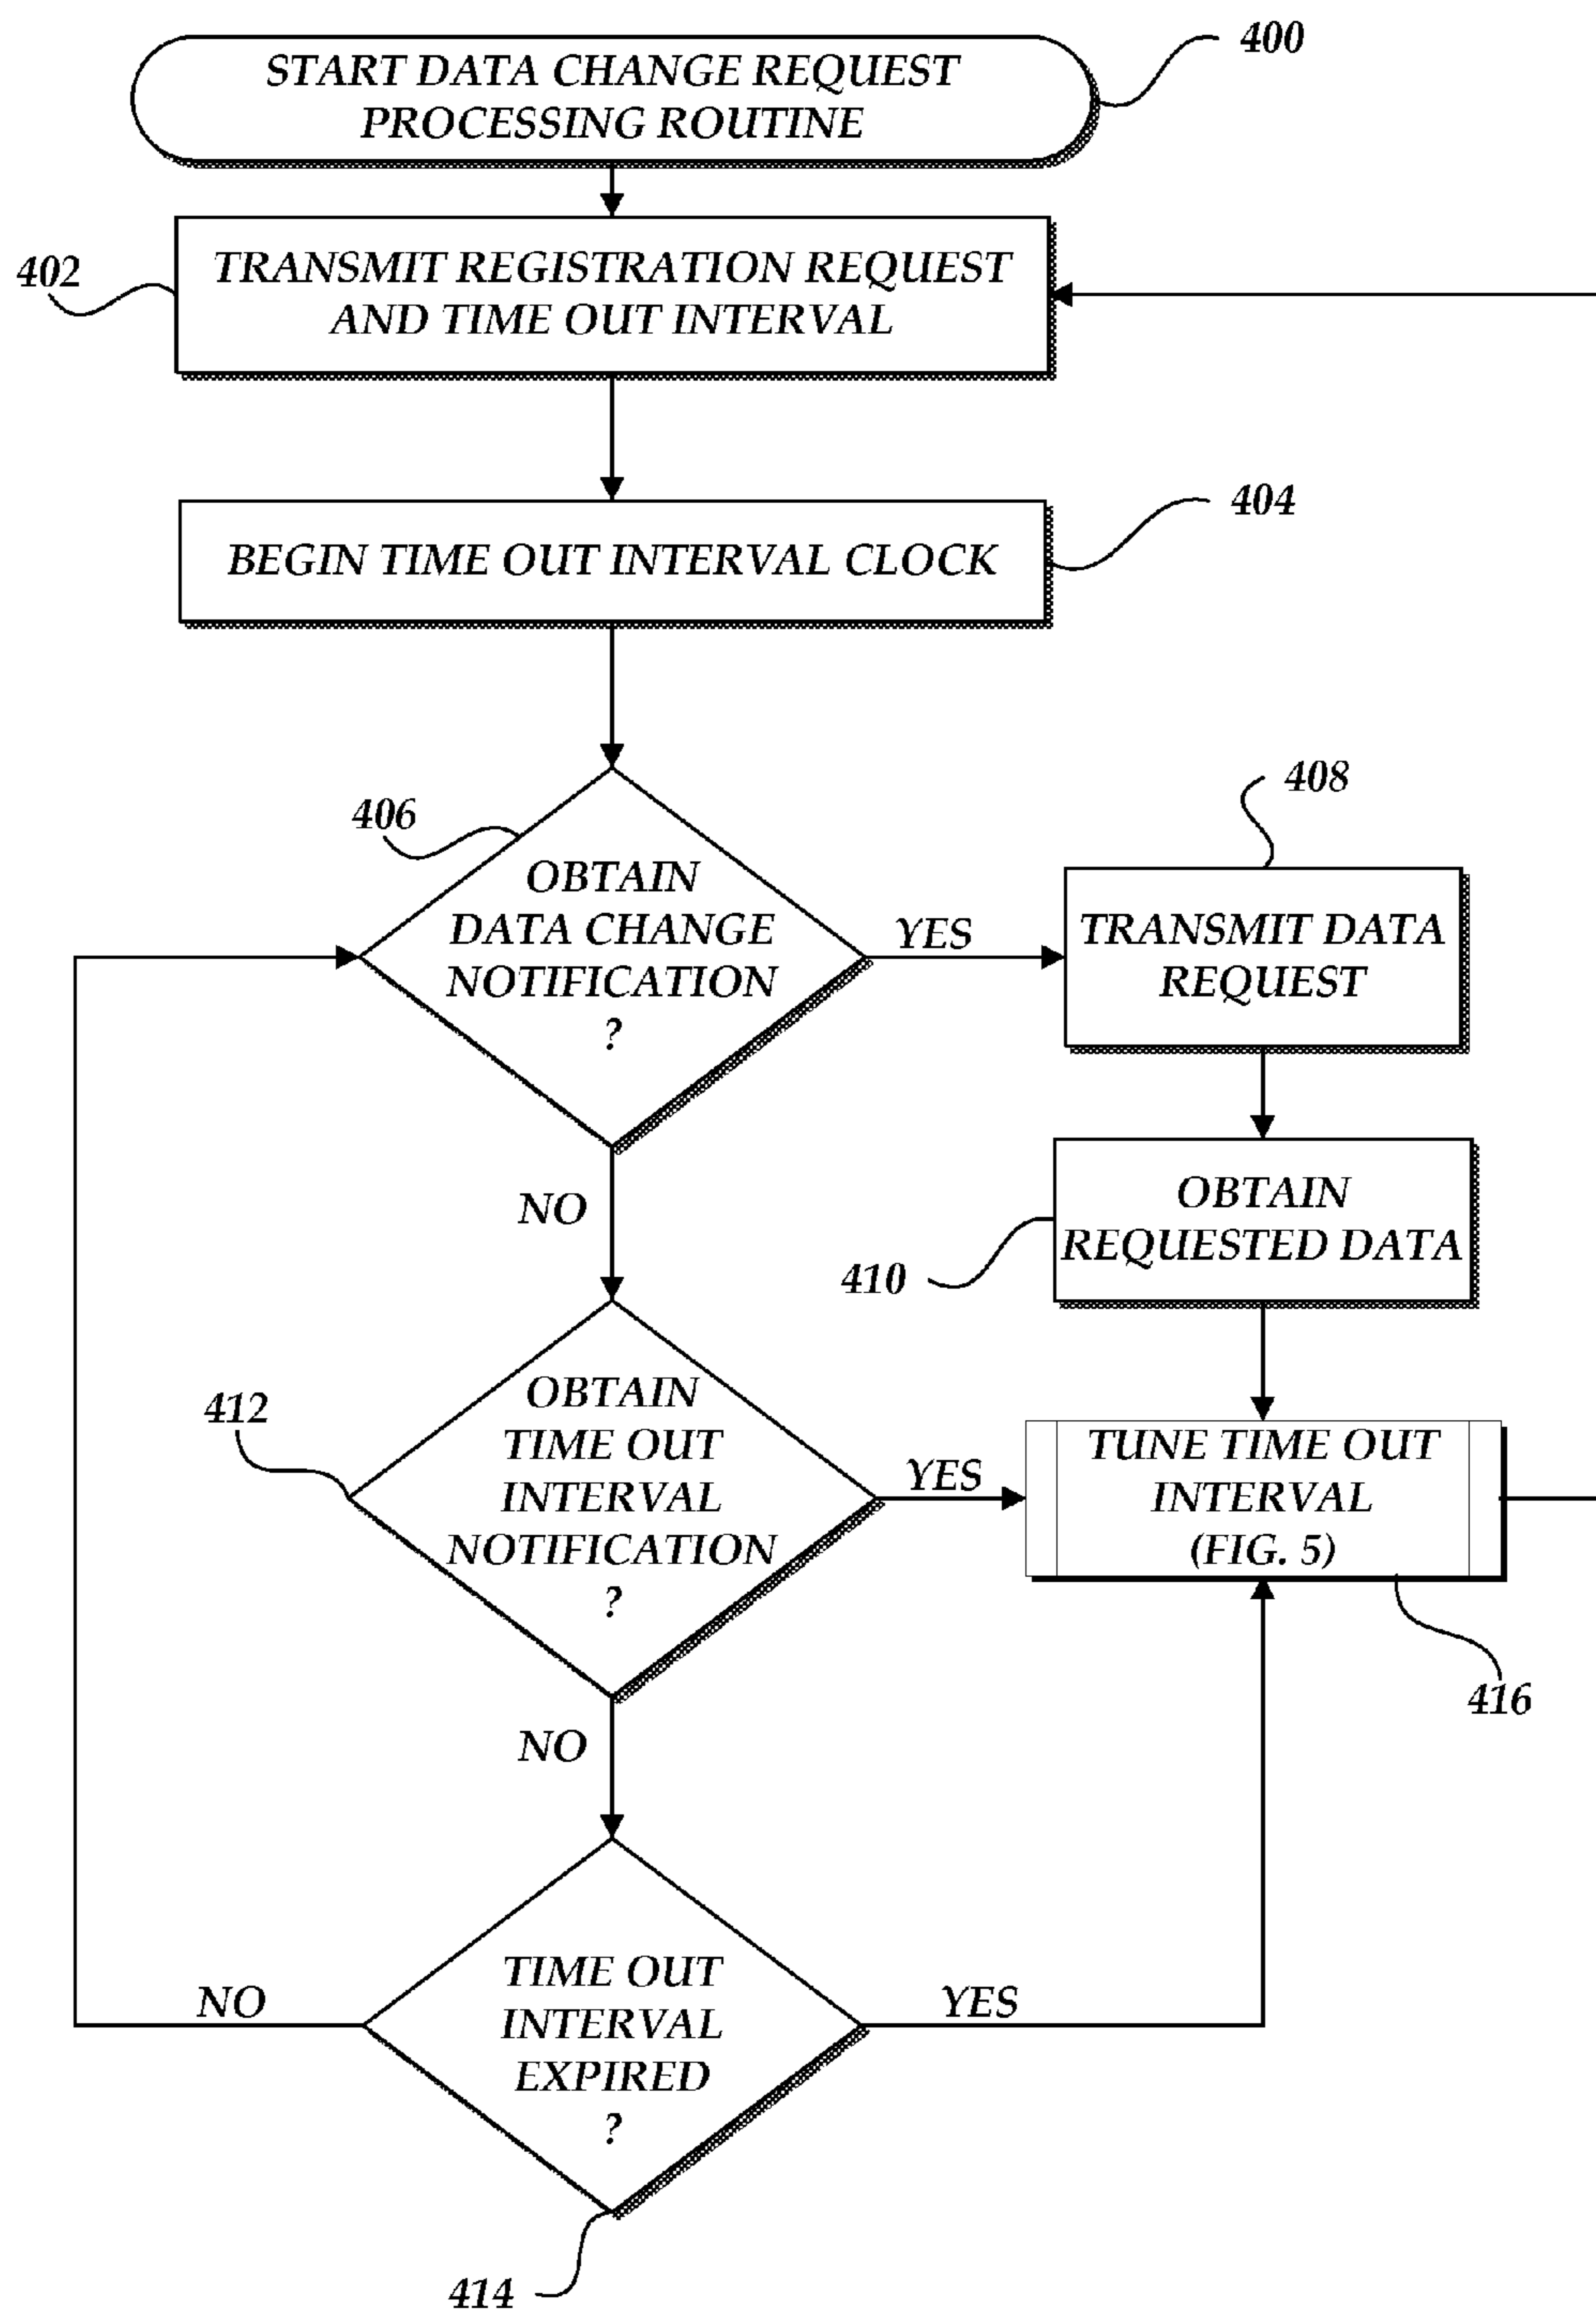 START DATA CHANGE REQUEST
PROCESSING ROUTINE
400
TRANSMIT REGISTRATION REQUEST
AND TIME OUT INTERVAL
402
BEGIN TIME OUT INTERVAL CLOCK
404
406
OBTAIN
DATA CHANGE
NOTIFICATION
?
YES
408
TRANSMIT DATA
REQUEST
NO
OBTAIN
REQUESTED DATA
410
412
OBTAIN
TIME OUT
INTERVAL
NOTIFICATION
?
YES
TUNE TIME OUT
INTERVAL
(FIG. 5)
416
NO
TIME OUT
INTERVAL
EXPIRED
?
NO
YES
414